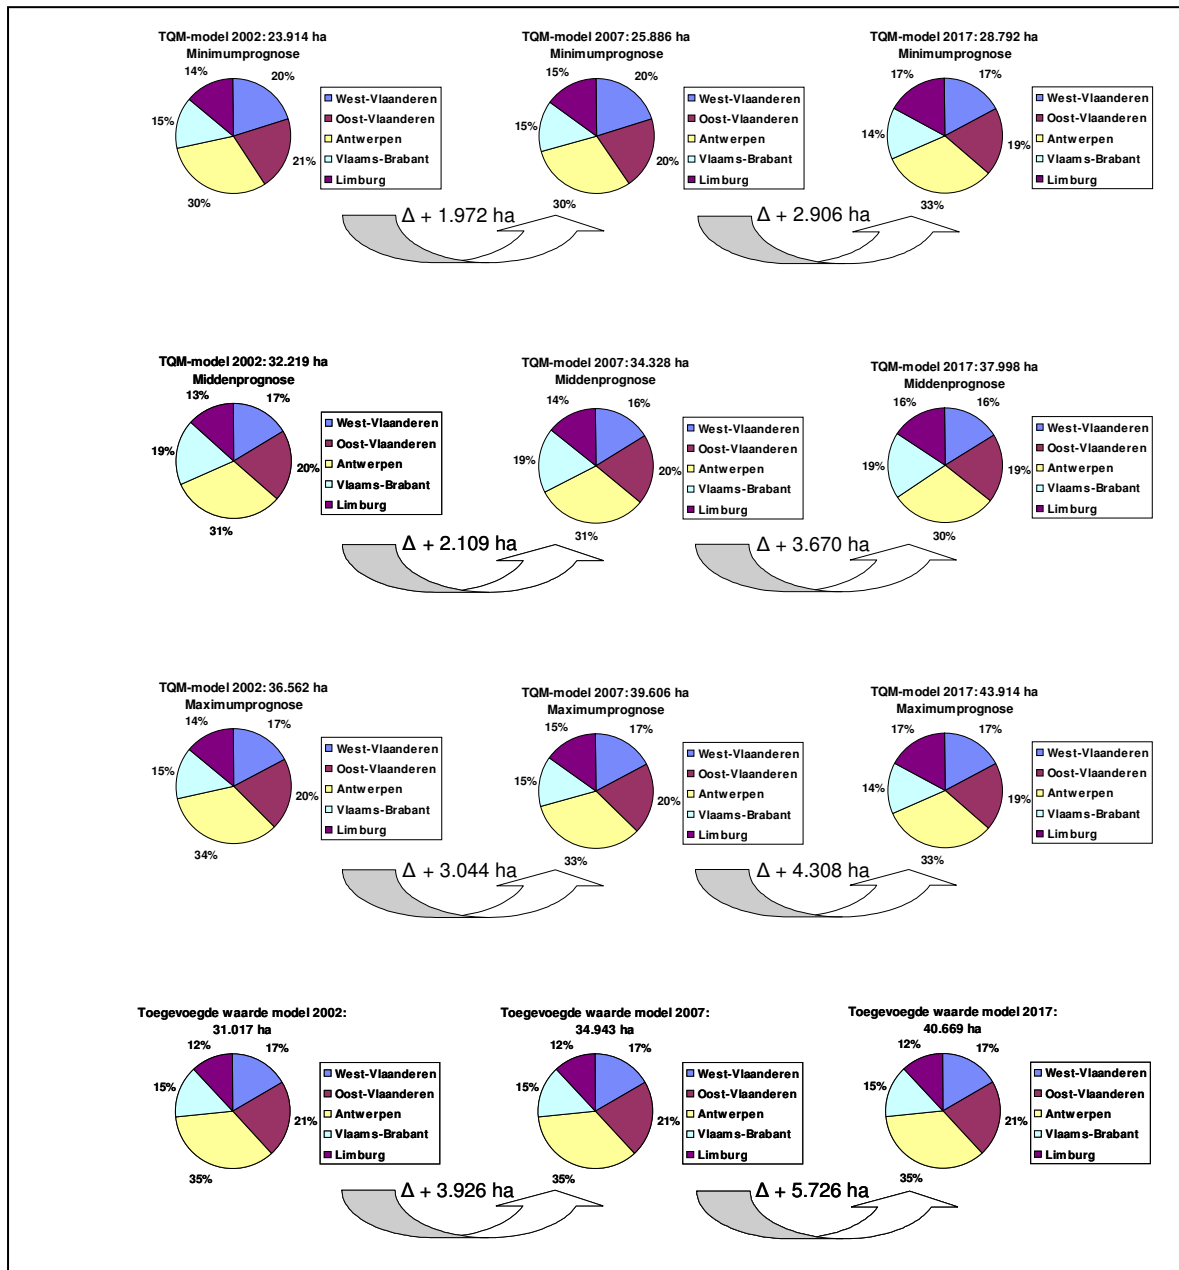 TQM-model 2002: 23.914 ha
Minimumprognose
14%
20%
15%
21%
30%
West-Vlaanderen
Oost-Vlaanderen
Antwerpen
Vlaams-Brabant
Limburg
Δ + 1.972 ha
TQM-model 2007: 25.886 ha
Minimumprognose
15%
20%
15%
20%
30%
West-Vlaanderen
Oost-Vlaanderen
Antwerpen
Vlaams-Brabant
Limburg
Δ + 2.906 ha
TQM-model 2017: 28.792 ha
Minimumprognose
17%
17%
14%
19%
33%
West-Vlaanderen
Oost-Vlaanderen
Antwerpen
Vlaams-Brabant
Limburg
TQM-model 2002: 32.219 ha
Middenprognose
13%
17%
19%
20%
31%
West-Vlaanderen
Oost-Vlaanderen
Antwerpen
Vlaams-Brabant
Limburg
Δ + 2.109 ha
TQM-model 2007: 34.328 ha
Middenprognose
14%
16%
19%
20%
31%
West-Vlaanderen
Oost-Vlaanderen
Antwerpen
Vlaams-Brabant
Limburg
Δ + 3.670 ha
TQM-model 2017: 37.998 ha
Middenprognose
16%
16%
19%
19%
30%
West-Vlaanderen
Oost-Vlaanderen
Antwerpen
Vlaams-Brabant
Limburg
TQM-model 2002: 36.562 ha
Maximumprognose
14%
17%
15%
20%
34%
West-Vlaanderen
Oost-Vlaanderen
Antwerpen
Vlaams-Brabant
Limburg
Δ + 3.044 ha
TQM-model 2007: 39.606 ha
Maximumprognose
15%
17%
15%
20%
33%
West-Vlaanderen
Oost-Vlaanderen
Antwerpen
Vlaams-Brabant
Limburg
Δ + 4.308 ha
TQM-model 2017: 43.914 ha
Maximumprognose
17%
17%
14%
19%
33%
West-Vlaanderen
Oost-Vlaanderen
Antwerpen
Vlaams-Brabant
Limburg
Toegevoegde waarde model 2002:
31.017 ha
12%
17%
15%
21%
35%
West-Vlaanderen
Oost-Vlaanderen
Antwerpen
Vlaams-Brabant
Limburg
Δ + 3.926 ha
Toegevoegde waarde model 2007:
34.943 ha
12%
17%
15%
21%
35%
West-Vlaanderen
Oost-Vlaanderen
Antwerpen
Vlaams-Brabant
Limburg
Δ + 5.726 ha
Toegevoegde waarde model 2017:
40.669 ha
12%
17%
15%
21%
35%
West-Vlaanderen
Oost-Vlaanderen
Antwerpen
Vlaams-Brabant
Limburg